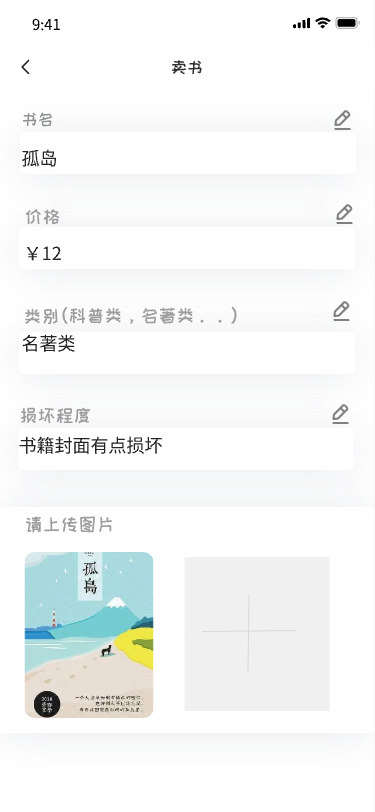 9:41
卖书
书名
孤岛
价格
￥12
类别(科普类，名著类．．)
名著类
损坏程度
书籍封面有点损坏
请上传图片
孤
岛